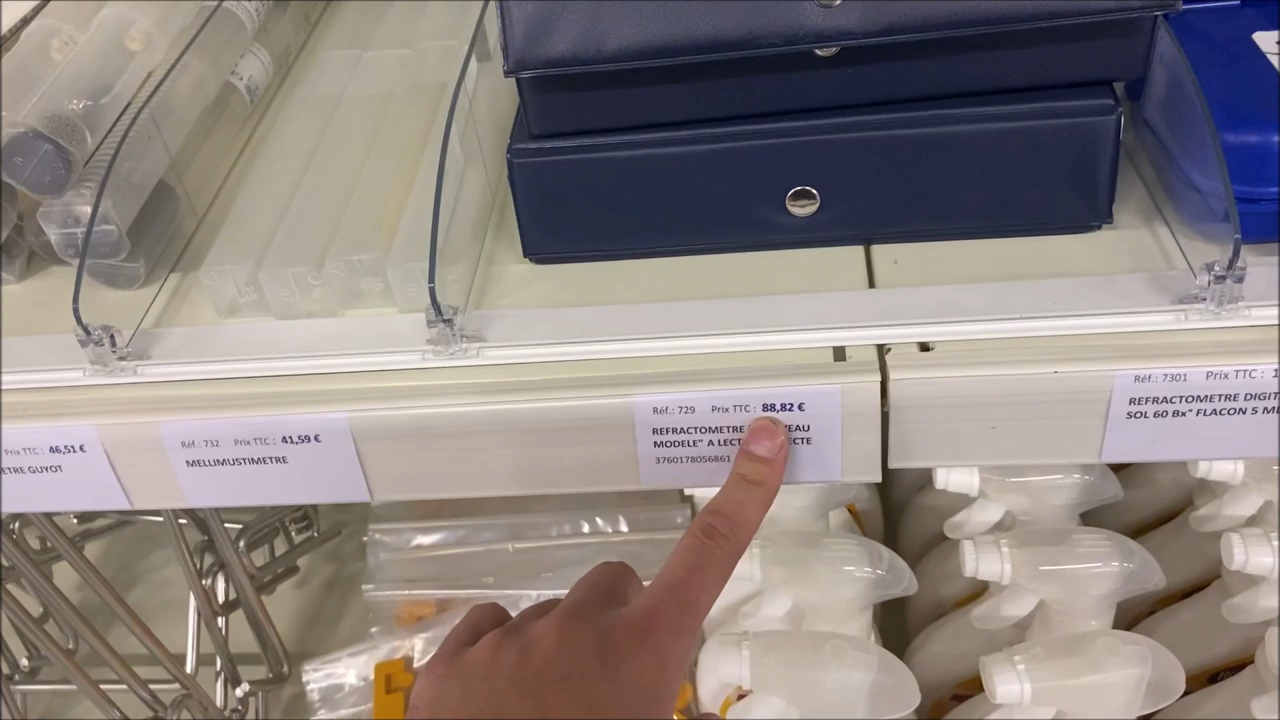 Prix TTC : 46,51 €
ETRE GUYOT
Réf.: 732 Prix TTC : 41,59 €
MELLIMUSTIMETRE
Réf.: 729 Prix TTC : 88,82 €
REFRACTOMETRE
MODELE" A
3760178056861
Réf.: 7301 Prix TTC : 1
REFRACTOMETRE DIGIT
SOL 60 Bx° FLACON 5 M